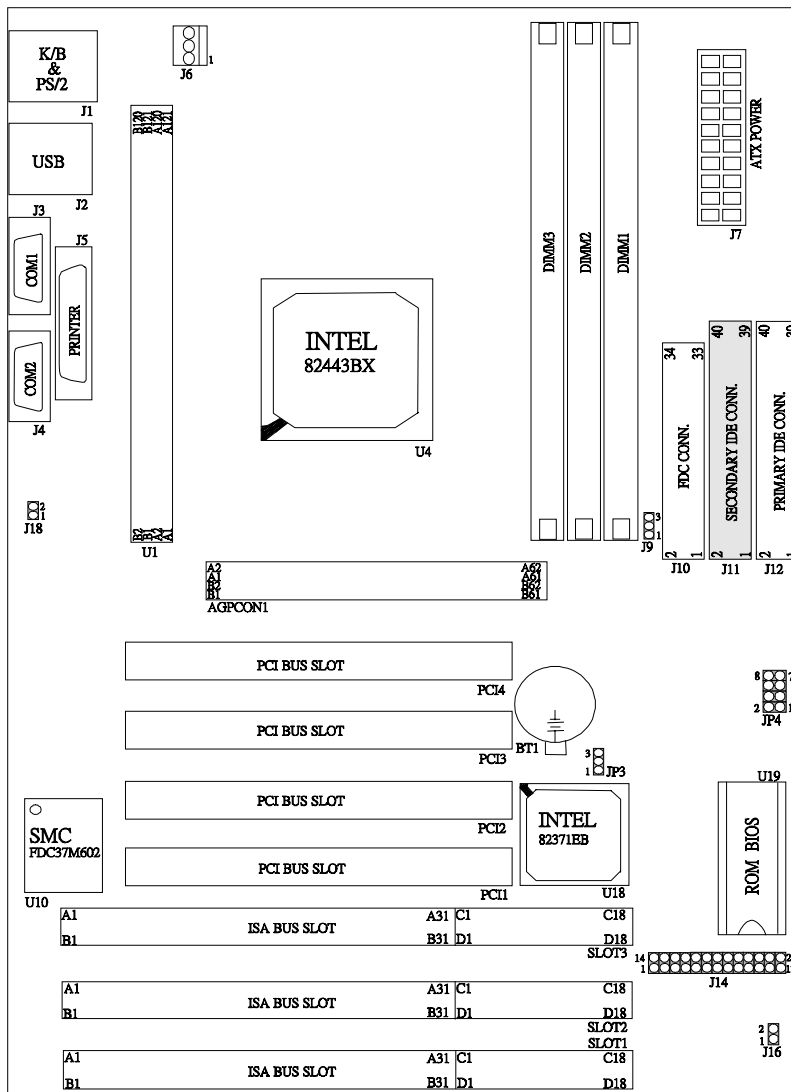 K/B
&
PS/2
J1
J6
1
USB
J2
J3
COM1
J5
PRINTER
COM2
J4
B120
B121
A120
A121
B2
B1
A2
A1
U1
INTEL
82443BX
U4
DIMM3
DIMM2
DIMM1
ATX POWER
J7
34
33
FDC CONN.
2
1
J10
40
39
SECONDARY IDE CONN.
2
1
J11
40
PRIMARY IDE CONN.
2
1
J12
3
1
J9
2
1
J18
A2
A1
B2
B1
A62
A61
B62
B61
AGPCON1
PCI BUS SLOT
PCI4
PCI BUS SLOT
PCI3
PCI BUS SLOT
PCI2
PCI BUS SLOT
PCI1
BT1
3
1
JP3
8
7
2
1
JP4
U19
ROM BIOS
SMC
FDC37M602
U10
INTEL
82371EB
U18
A1
B1
ISA BUS SLOT
A31
B31
C1
D1
C18
D18
SLOT3
A1
B1
ISA BUS SLOT
A31
B31
C1
D1
C18
D18
SLOT2
SLOT1
A1
B1
ISA BUS SLOT
A31
B31
C1
D1
C18
D18
14
1
J14
2
1
J16